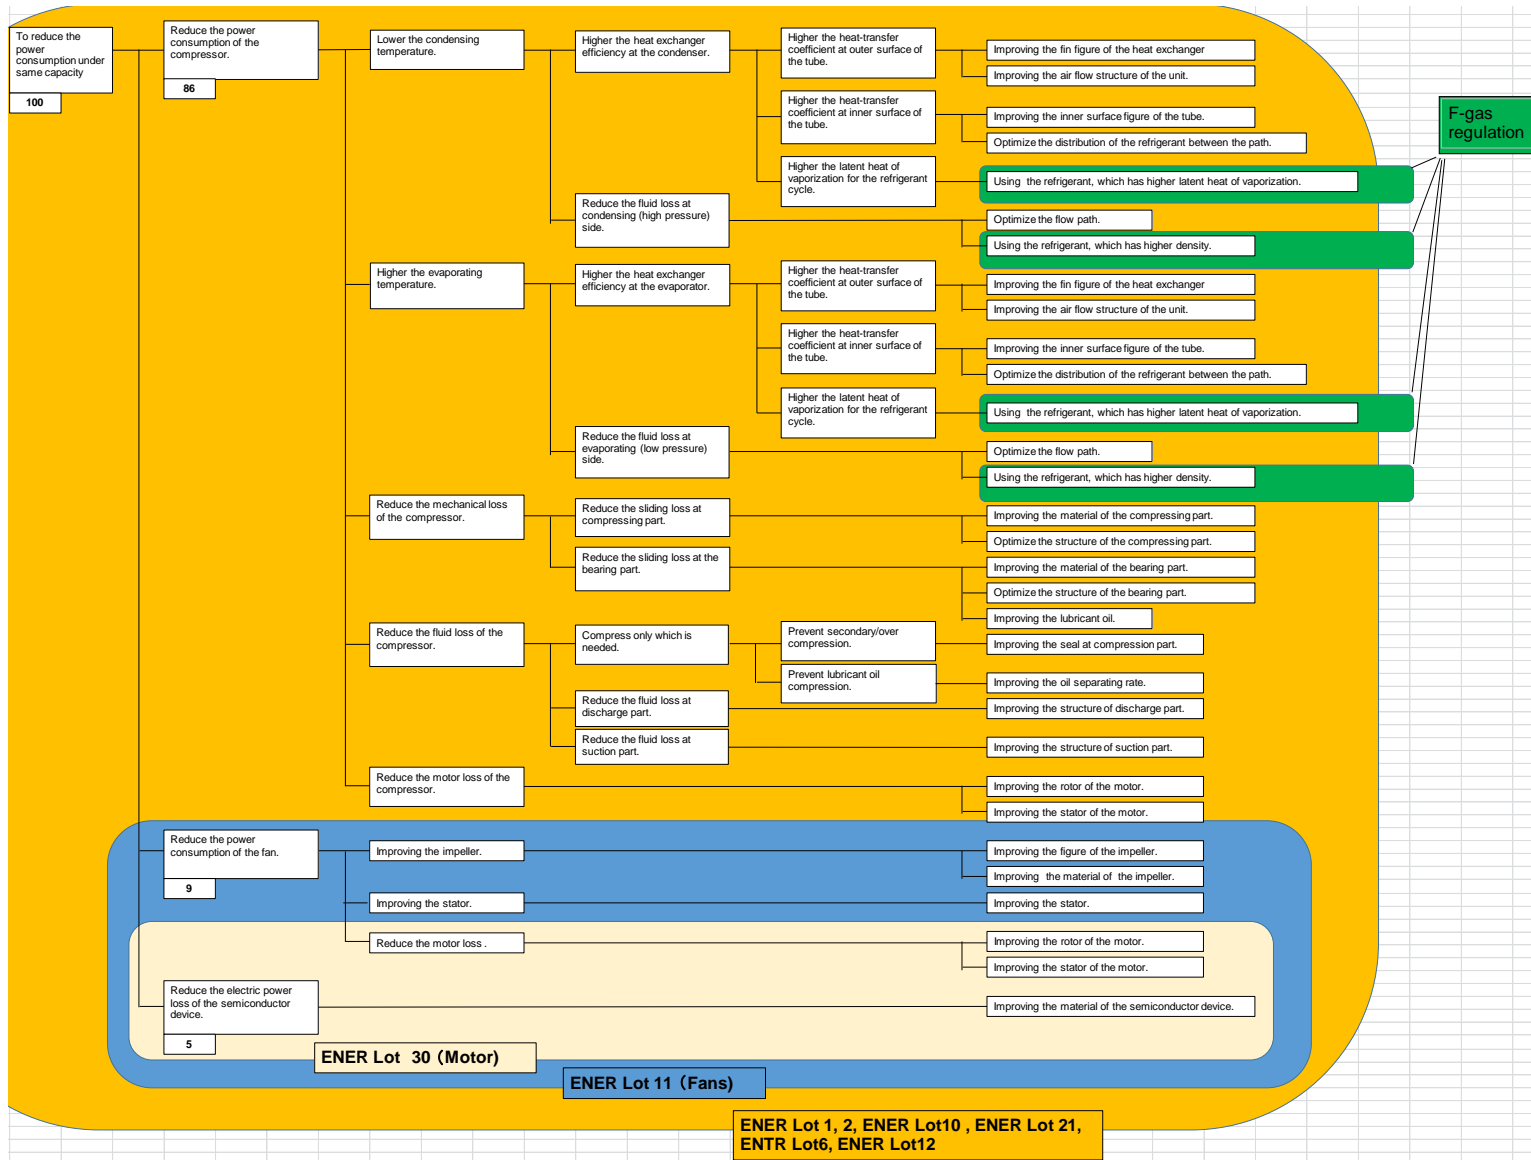 To reduce the
power
consumption under
same capacity
100
Reduce the power
consumption of the
compressor.
86
Lower the condensing
temperature.
Higher the heat exchanger
efficiency at the condenser.
Higher the heat-transfer
coefficient at outer surface of
the tube.
Improving the fin figure of the heat exchanger
Improving the air flow structure of the unit.
Higher the heat-transfer
coefficient at inner surface of
the tube.
Improving the inner surface figure of the tube.
Optimize the distribution of the refrigerant between the path.
F-gas
regulation
Higher the latent heat of
vaporization for the refrigerant
cycle.
Using the refrigerant, which has higher latent heat of vaporization.
Reduce the fluid loss at
condensing (high pressure)
side.
Optimize the flow path.
Using the refrigerant, which has higher density.
Higher the evaporating
temperature.
Higher the heat exchanger
efficiency at the evaporator.
Higher the heat-transfer
coefficient at outer surface of
the tube.
Improving the fin figure of the heat exchanger
Improving the air flow structure of the unit.
Higher the heat-transfer
coefficient at inner surface of
the tube.
Improving the inner surface figure of the tube.
Optimize the distribution of the refrigerant between the path.
Higher the latent heat of
vaporization for the refrigerant
cycle.
Using the refrigerant, which has higher latent heat of vaporization.
Reduce the fluid loss at
evaporating (low pressure)
side.
Optimize the flow path.
Using the refrigerant, which has higher density.
Reduce the mechanical loss
of the compressor.
Reduce the sliding loss at
compressing part.
Improving the material of the compressing part.
Optimize the structure of the compressing part.
Reduce the sliding loss at the
bearing part.
Improving the material of the bearing part.
Optimize the structure of the bearing part.
Improving the lubricant oil.
Reduce the fluid loss of the
compressor.
Compress only which is
needed.
Prevent secondary/over
compression.
Improving the seal at compression part.
Prevent lubricant oil
compression.
Improving the oil separating rate.
Reduce the fluid loss at
discharge part.
Improving the structure of discharge part.
Reduce the fluid loss at
suction part.
Improving the structure of suction part.
Reduce the motor loss of the
compressor.
Improving the rotor of the motor.
Improving the stator of the motor.
Reduce the power
consumption of the fan.
9
Improving the impeller.
Improving the figure of the impeller.
Improving the material of the impeller.
Improving the stator.
Improving the stator.
Reduce the motor loss .
Improving the rotor of the motor.
Improving the stator of the motor.
Reduce the electric power
loss of the semiconductor
device.
5
Improving the material of the semiconductor device.
ENER Lot 30（Motor)
ENER Lot 11（Fans)
ENER Lot 1, 2, ENER Lot10 , ENER Lot 21,
ENTR Lot6, ENER Lot12